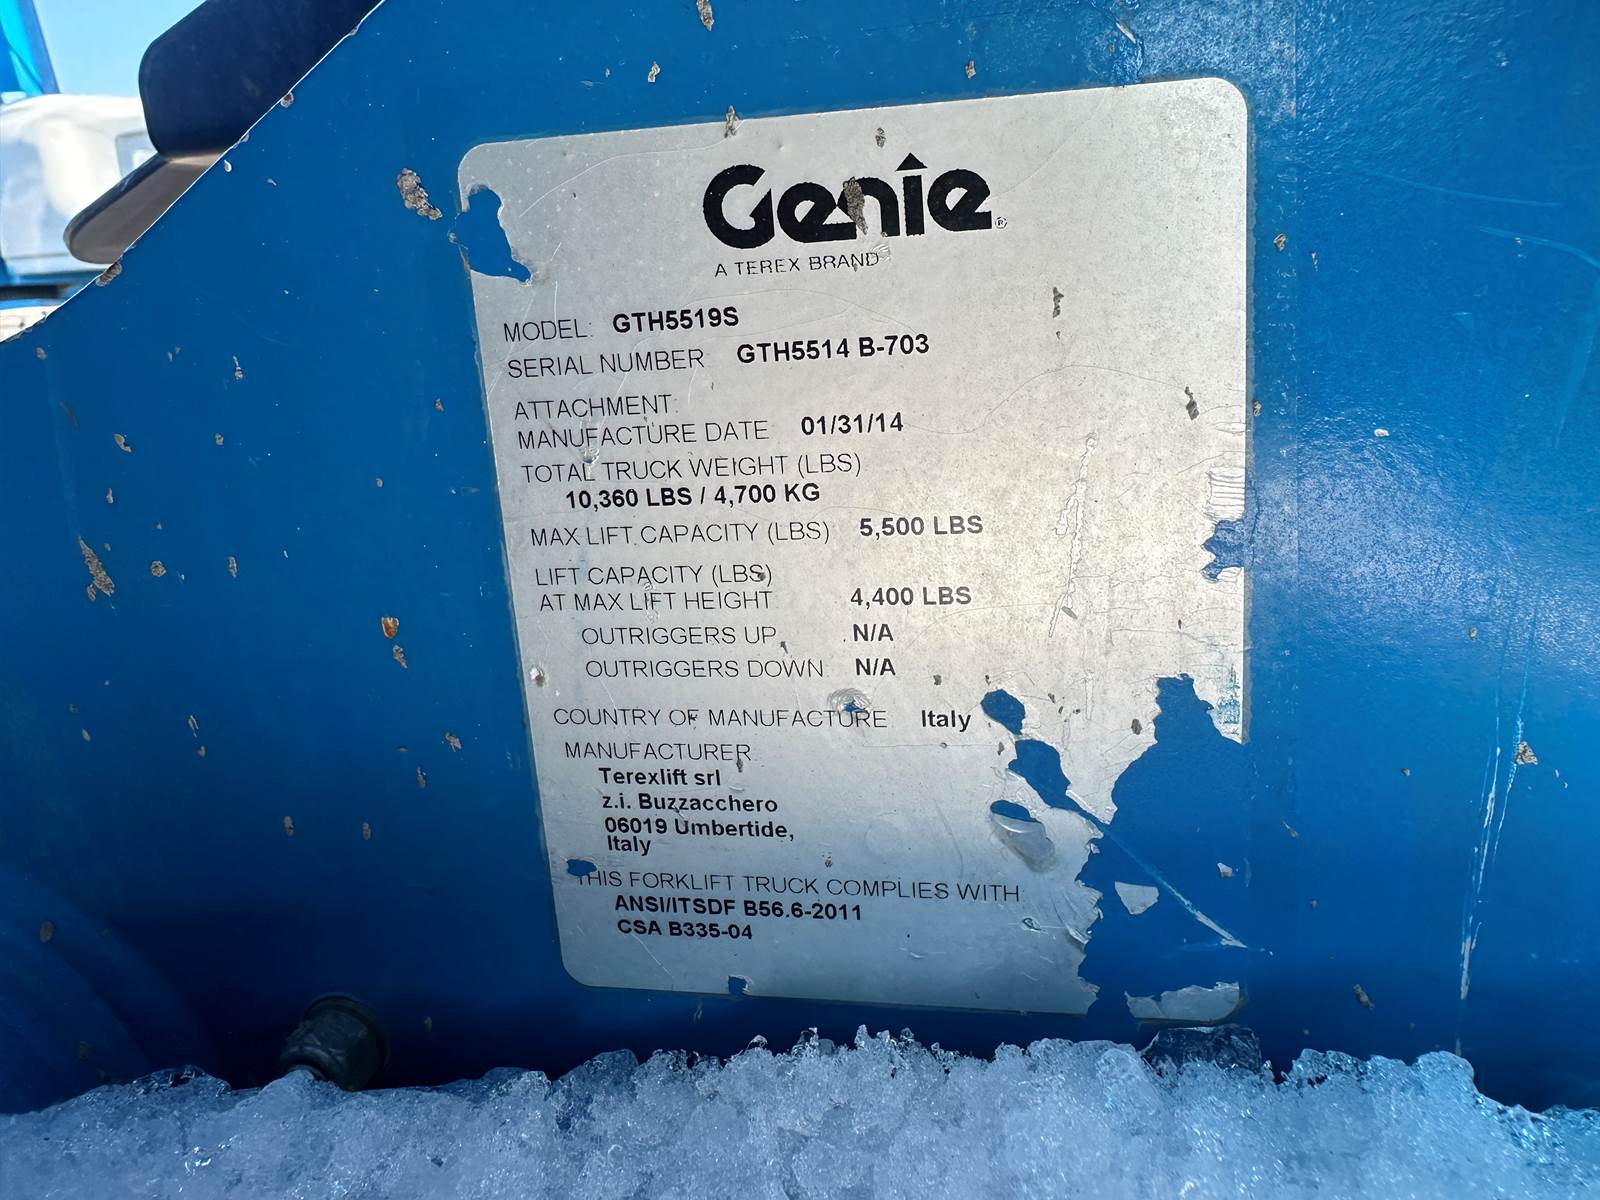 Genie®
A TEREX BRAND
MODEL: GTH5519S
SERIAL NUMBER GTH5514 B-703
ATTACHMENT:
MANUFACTURE DATE 01/31/14
TOTAL TRUCK WEIGHT (LBS)
10,360 LBS / 4,700 KG
MAX LIFT CAPACITY (LBS) 5,500 LBS
LIFT CAPACITY (LBS)
AT MAX LIFT HEIGHT 4,400 LBS
OUTRIGGERS UP N/A
OUTRIGGERS DOWN N/A
COUNTRY OF MANUFACTURE Italy
MANUFACTURER
Terexlift srl
z.i. Buzzacchero
06019 Umbertide,
Italy
THIS FORKLIFT TRUCK COMPLIES WITH
ANSI/ITSDF B56.6-2011
CSA B335-04